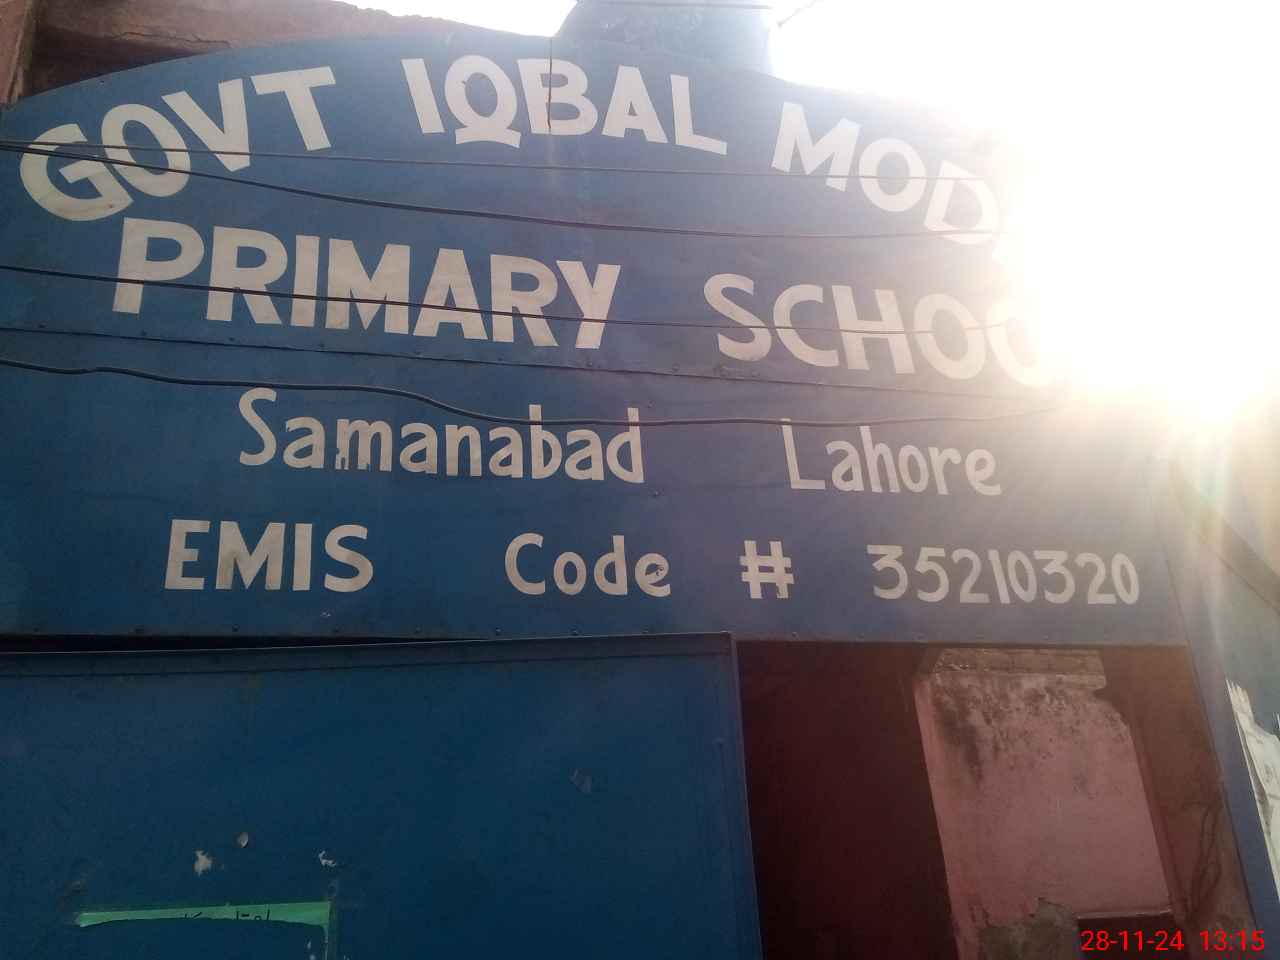 GOVT IQBAL MOD
PRIMARY SCHOO
Samanabad Lahore
EMIS Code # 35210320
28-11-24 13:15